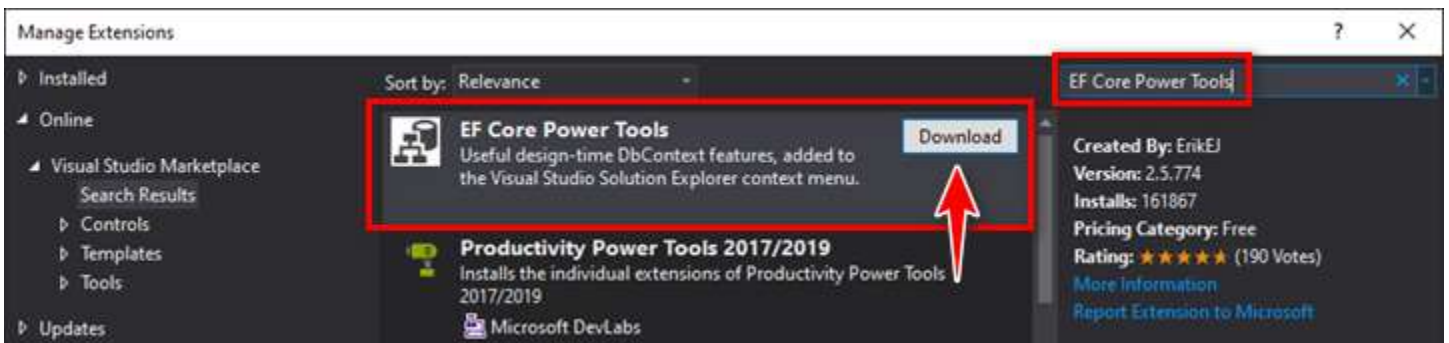 Manage Extensions
?
Installed
Online
Visual Studio Marketplace
Search Results
Controls
Templates
Tools
Updates
Sort by: Relevance
EF Core Power Tools
Useful design-time DbContext features, added to
the Visual Studio Solution Explorer context menu.
Download
Productivity Power Tools 2017/2019
Installs the individual extensions of Productivity Power Tools
2017/2019
Microsoft DevLabs
EF Core Power Tools
Created By: ErikEJ
Version: 2.5.774
Installs: 161867
Pricing Category: Free
Rating: (190 Votes)
More Information
Report Extension to Microsoft